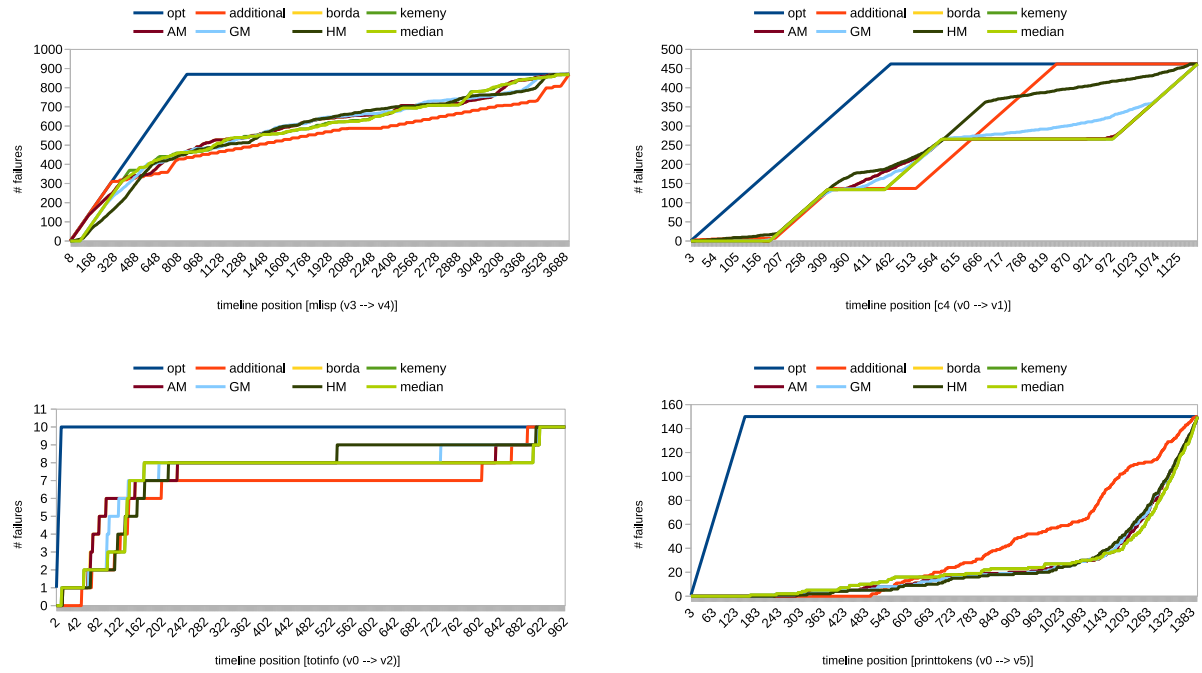 opt additional borda kemeny
AM GM HM median
1000
900
800
700
600
500
400
300
200
100
0
# failures
8 168 328 488 648 808 968 1128 1288 1448 1608 1768 1928 2088 2248 2408 2568 2728 2888 3048 3208 3368 3528 3688
timeline position [mlisp (v3 --> v4)]
opt additional borda kemeny
AM GM HM median
500
450
400
350
300
250
200
150
100
50
0
# failures
3 54 105 156 207 258 309 360 411 462 513 564 615 666 717 768 819 870 921 972 1023 1074 1125
timeline position [c4 (v0 --> v1)]
opt additional borda kemeny
AM GM HM median
11
10
9
8
7
6
5
4
3
2
1
0
# failures
2 42 82 122 162 202 242 282 322 362 402 442 482 522 562 602 642 682 722 762 802 842 882 922 962
timeline position [totinfo (v0 --> v2)]
opt additional borda kemeny
AM GM HM median
160
140
120
100
80
60
40
20
0
# failures
3 63 123 183 243 303 363 423 483 543 603 663 723 783 843 903 963 1023 1083 1143 1203 1263 1323 1383
timeline position [printtokens (v0 --> v5)]